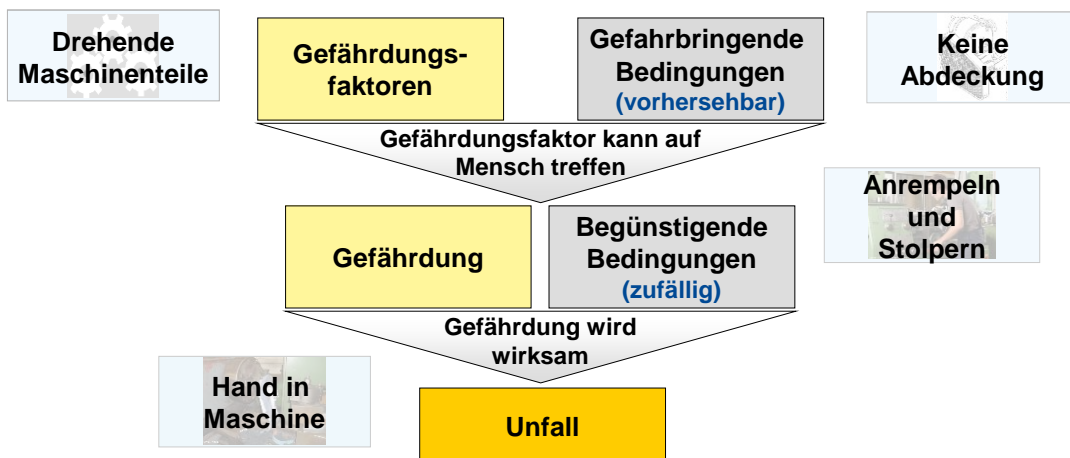 Drehende
Maschinenteile
Gefährdungs-
faktoren
Gefahrbringende
Bedingungen
(vorhersehbar)
Keine
Abdeckung
Gefährdungsfaktor kann auf
Mensch treffen
Anrempeln
und
Stolpern
Gefährdung
Begünstigende
Bedingungen
(zufällig)
Gefährdung wird
wirksam
Hand in
Maschine
Unfall